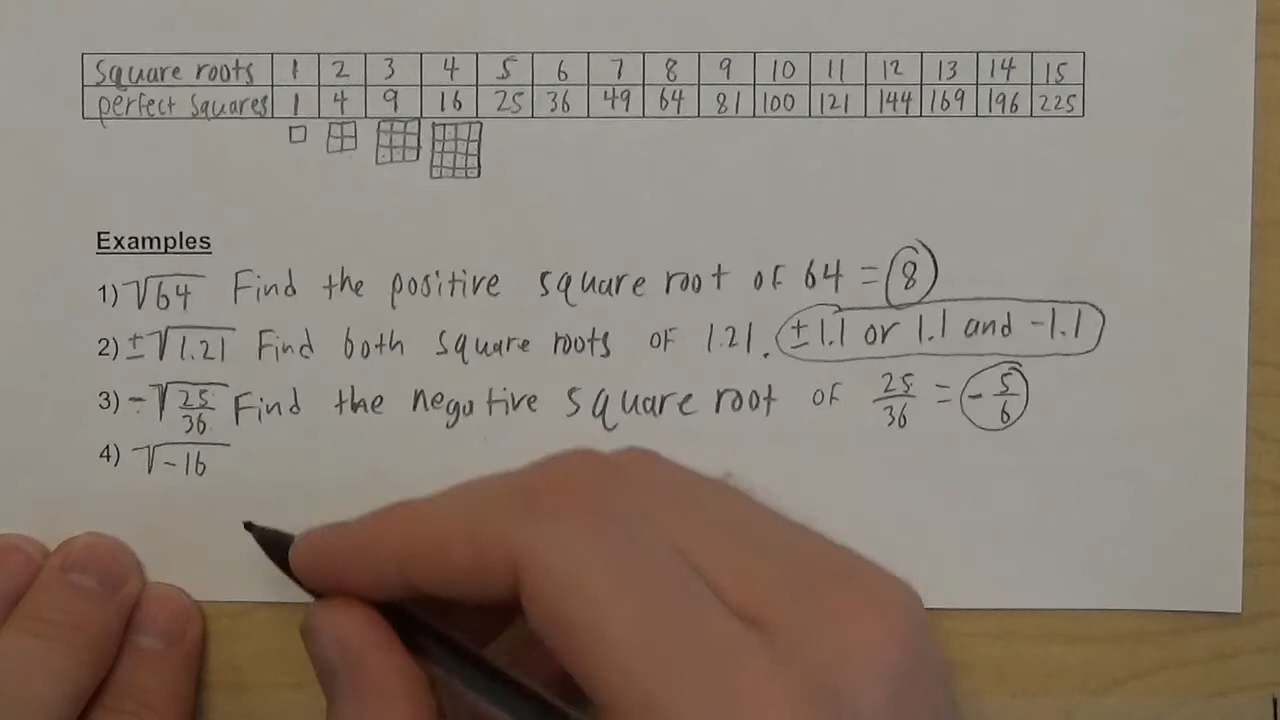 square roots 1 2 3 4 5 6 7 8 9 10 11 12 13 14 15
perfect squares 1 4 9 16 25 36 49 64 81 100 121 144 169 196 225
Examples
1) √64 Find the positive square root of 64 = 8
2) ±√1.21 Find both square roots of 1.21. ±1.1 or 1.1 and -1.1
3) -√25/36 Find the negative square root of 25/36 = -5/6
4) √-16